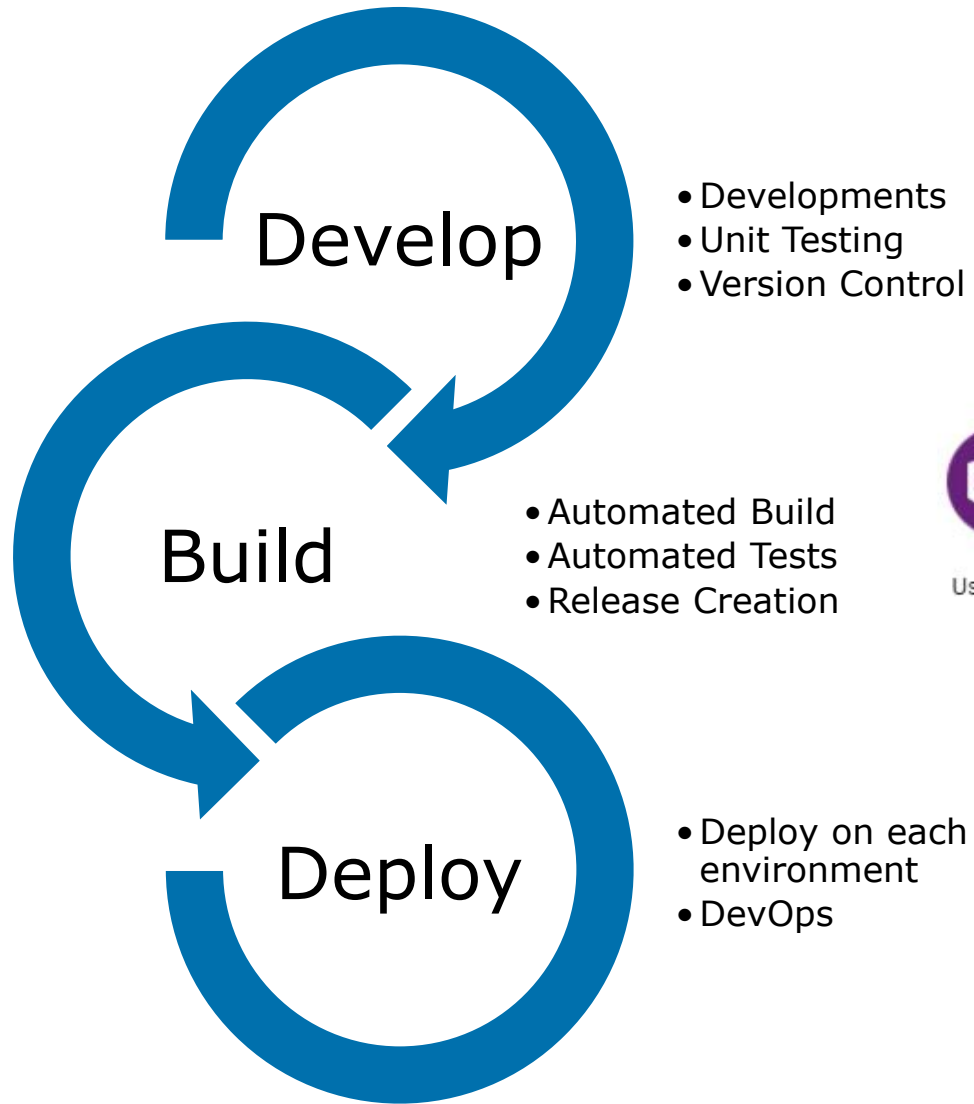 Develop
• Developments
• Unit Testing
• Version Control
Build
• Automated Build
• Automated Tests
• Release Creation
Deploy
• Deploy on each
environment
• DevOps